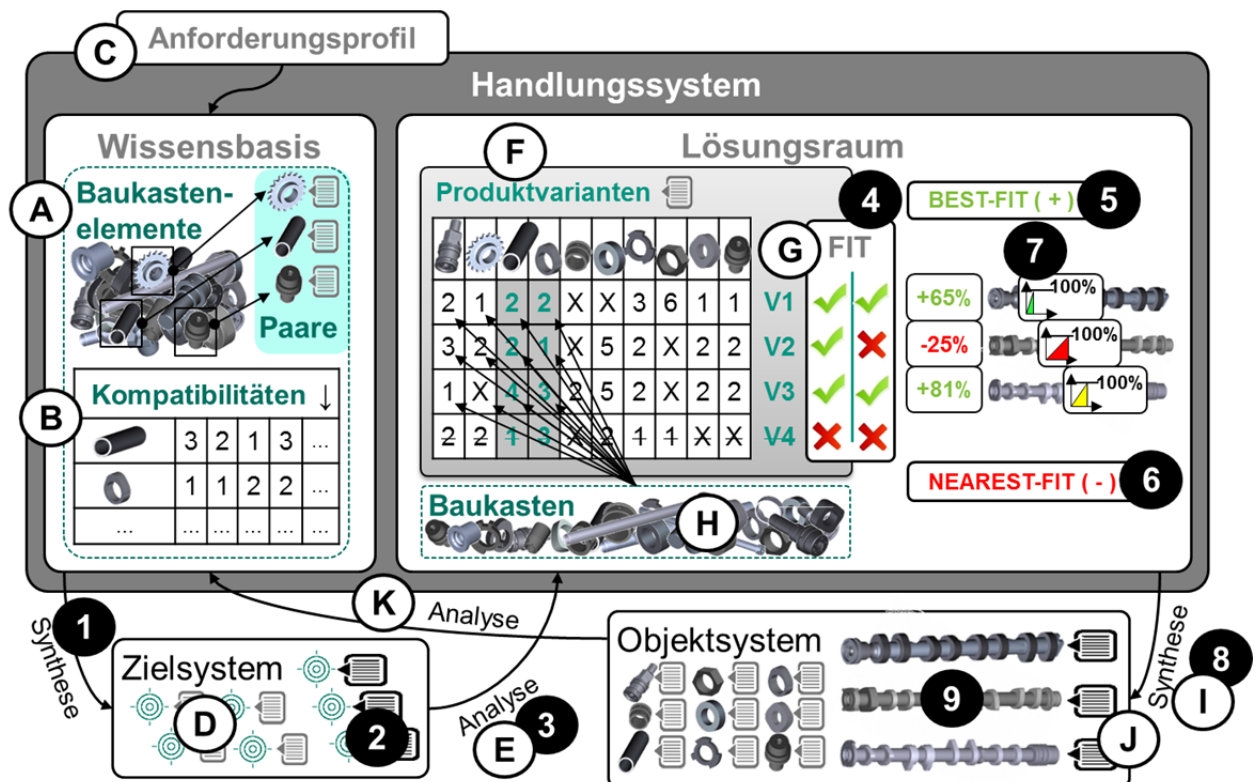 C
Anforderungsprofil
Handlungssystem
Wissensbasis
A
Baukasten-
elemente
Paare
B
Kompatibilitäten ↓
3 2 1 3 ...
1 1 2 2 ...
... ... ... ... ... ...
Lösungsraum
F
Produktvarianten
4
G
FIT
2 1 2 2 X X 3 6 1 1 V1
3 2 2 1 X 5 2 X 2 2 V2
1 X 4 3 2 5 2 X 2 2 V3
2 2 1 3 X 2 1 1 X X V4
BEST-FIT ( + )
5
7
+65%
100%
-25%
100%
+81%
100%
NEAREST-FIT ( - )
6
Baukasten
H
K
Analyse
1
Synthese
Zielsystem
D
2
Analyse
E
3
Objektsystem
9
J
Synthese
8
I